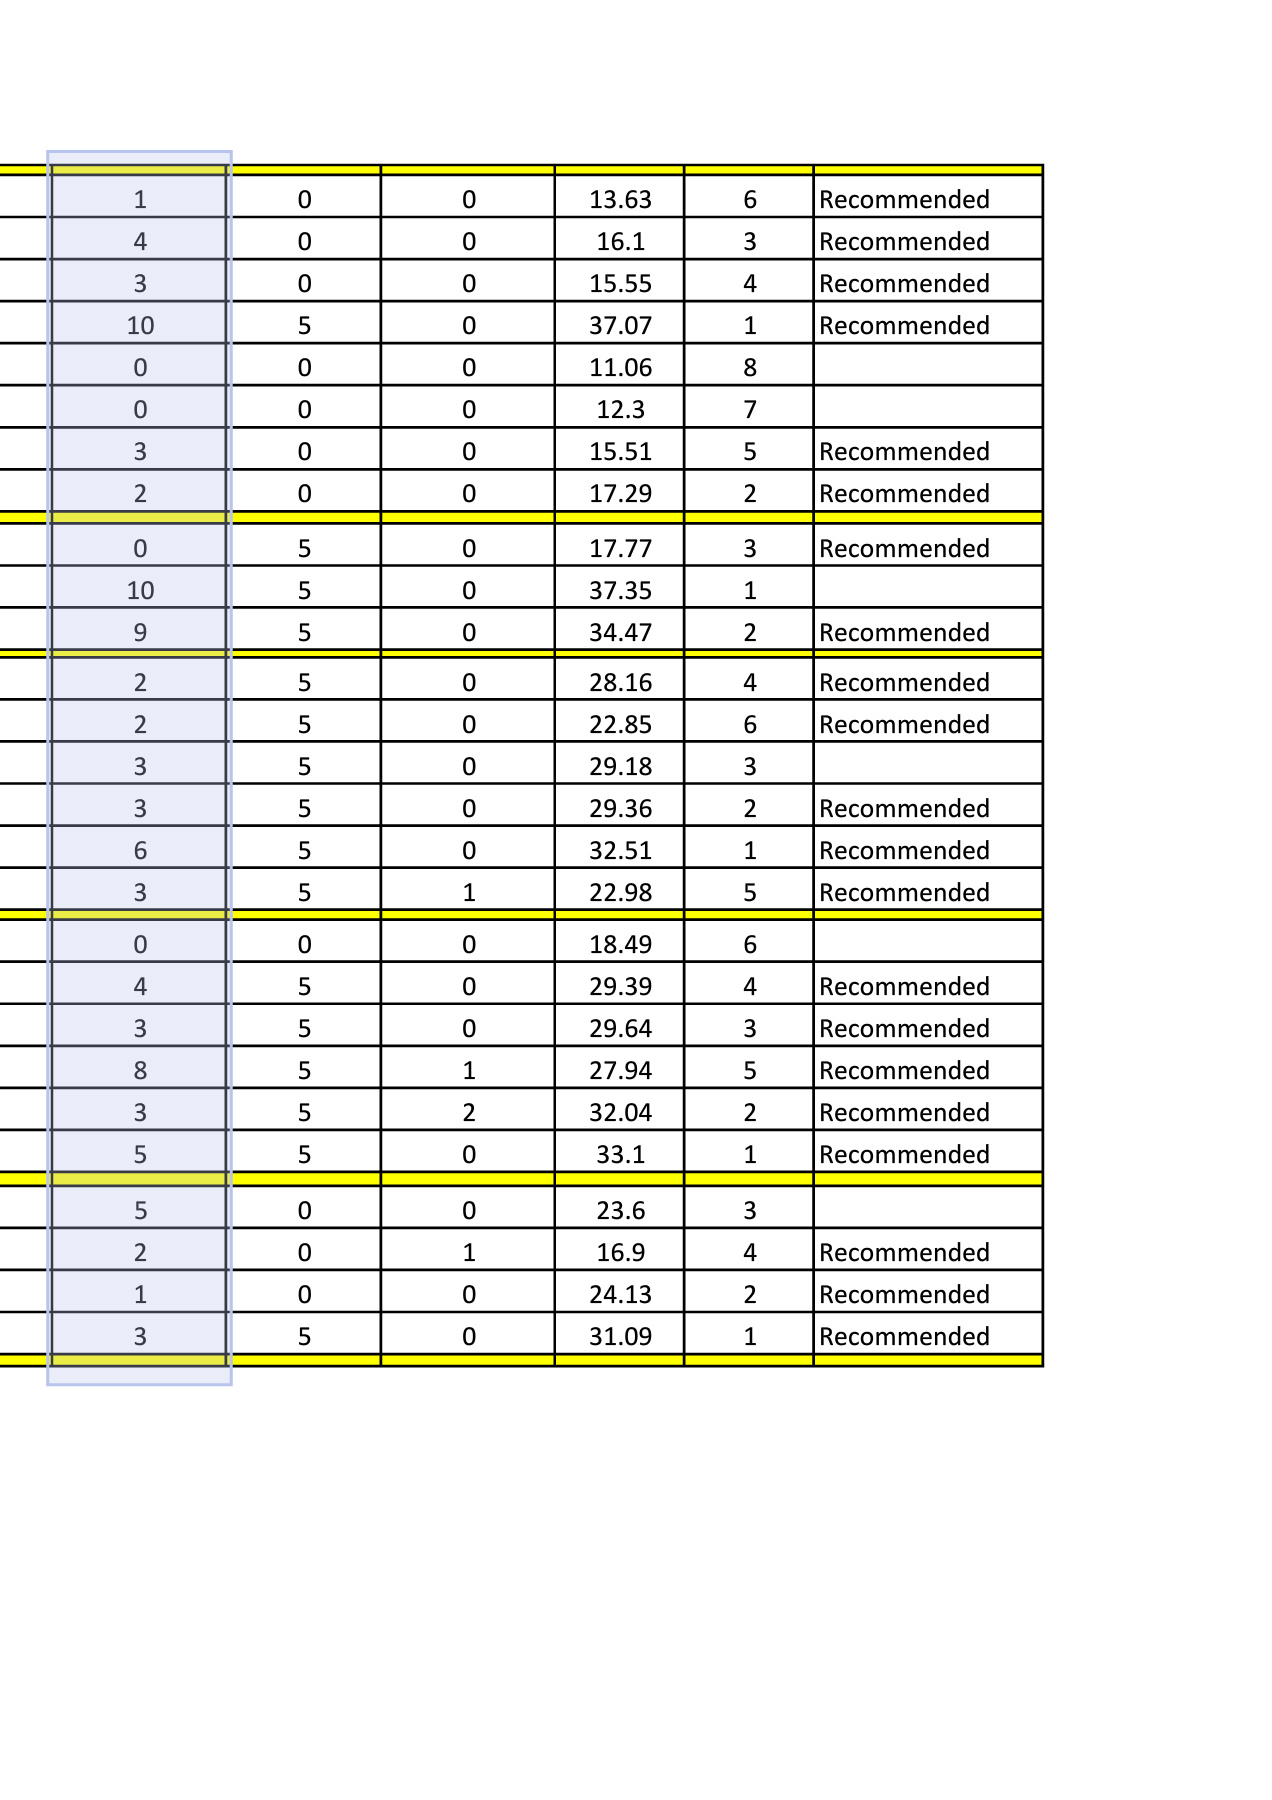 1 0 0 13.63 6 Recommended
4 0 0 16.1 3 Recommended
3 0 0 15.55 4 Recommended
10 5 0 37.07 1 Recommended
0 0 0 11.06 8
0 0 0 12.3 7
3 0 0 15.51 5 Recommended
2 0 0 17.29 2 Recommended
0 5 0 17.77 3 Recommended
10 5 0 37.35 1
9 5 0 34.47 2 Recommended
2 5 0 28.16 4 Recommended
2 5 0 22.85 6 Recommended
3 5 0 29.18 3
3 5 0 29.36 2 Recommended
6 5 0 32.51 1 Recommended
3 5 1 22.98 5 Recommended
0 0 0 18.49 6
4 5 0 29.39 4 Recommended
3 5 0 29.64 3 Recommended
8 5 1 27.94 5 Recommended
3 5 2 32.04 2 Recommended
5 5 0 33.1 1 Recommended
5 0 0 23.6 3
2 0 1 16.9 4 Recommended
1 0 0 24.13 2 Recommended
3 5 0 31.09 1 Recommended